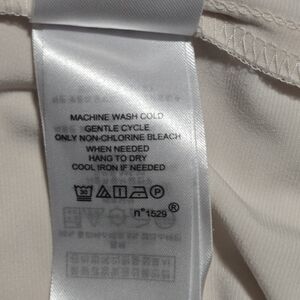 MACHINE WASH COLD
GENTLE CYCLE
ONLY NON-CHLORINE BLEACH
WHEN NEEDED
HANG TO DRY
COOL IRON IF NEEDED
30 P
n°1529®